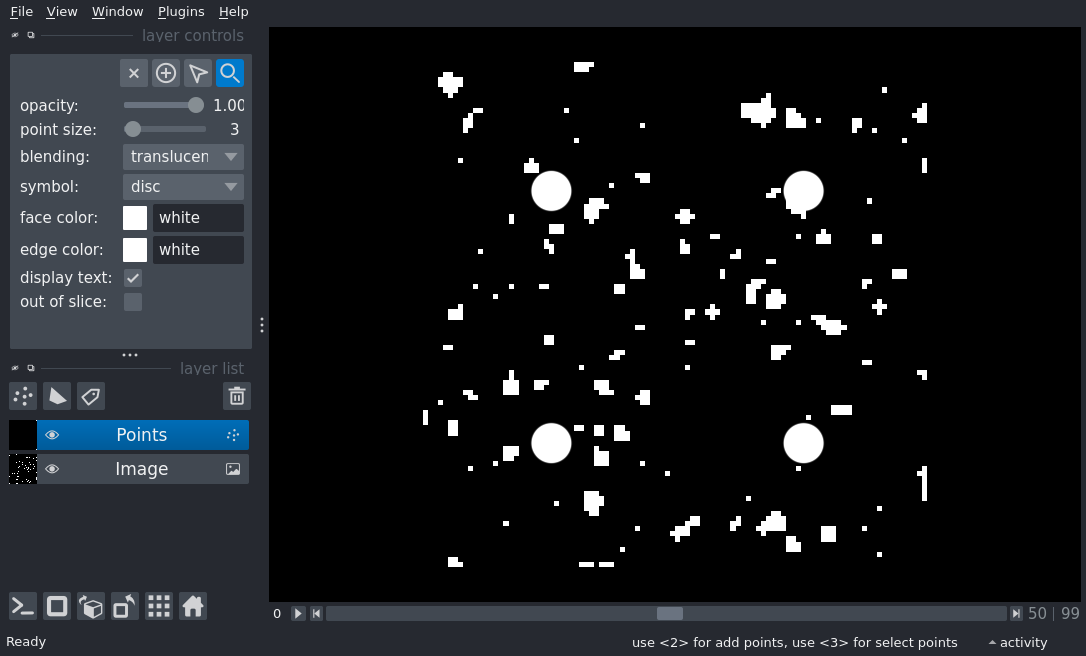 File View Window Plugins Help
layer controls
opacity: 1.00
point size: 3
blending: translucen
symbol: disc
face color: white
edge color: white
display text:
out of slice:
layer list
Points
Image
0 50 | 99
Ready use <2> for add points, use <3> for select points activity